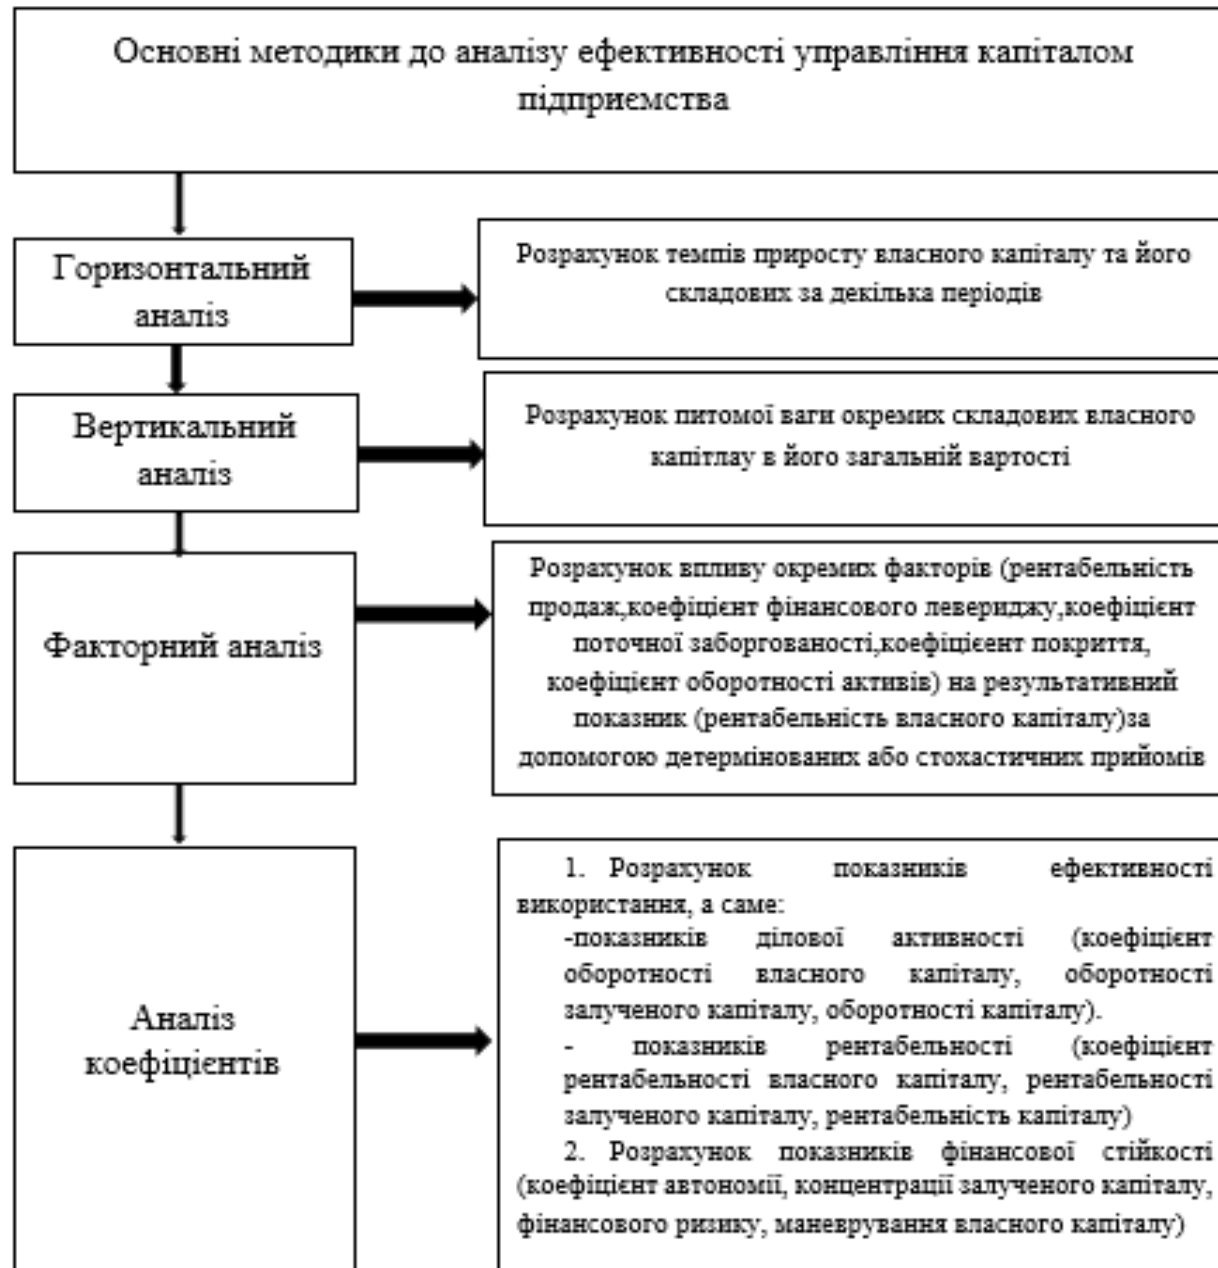 Основні методики до аналізу ефективності управління капіталом
підприємства
Горизонтальний
аналіз
Розрахунок темпів приросту власного капіталу та його
складових за декілька періодів
Вертикальний
аналіз
Розрахунок питомої ваги окремих складових власного
капітлау в його загальній вартості
Факторний аналіз
Розрахунок впливу окремих факторів (рентабельність
продаж,коефіцієнт фінансового левериджу,коефіцієнт
поточної заборгованості,коефіцієент покриття,
коефіцієнт оборотності активів) на результативний
показник (рентабельність власного капіталу)за
допомогою детермінованих або стохастичних прийомів
Аналіз
коефіцієнтів
1. Розрахунок показників ефективності
використання, а саме:
-показників ділової активності (коефіцієнт
оборотності власного капіталу, оборотності
залученого капіталу, оборотності капіталу).
- показників рентабельності (коефіцієнт
рентабельності власного капіталу, рентабельності
залученого капіталу, рентабельність капіталу)
2. Розрахунок показників фінансової стійкості
(коефіцієнт автономії, концентрації залученого капіталу,
фінансового ризику, маневрування власного капіталу)